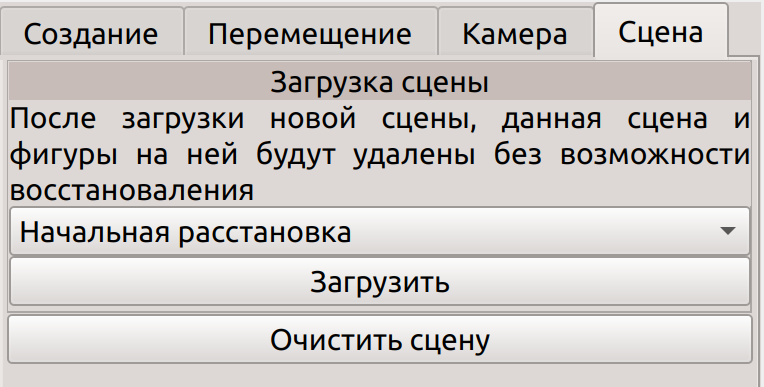 Создание Перемещение Камера Сцена
Загрузка сцены
После загрузки новой сцены, данная сцена и
фигуры на ней будут удалены без возможности
восстановаления
Начальная расстановка
Загрузить
Очистить сцену